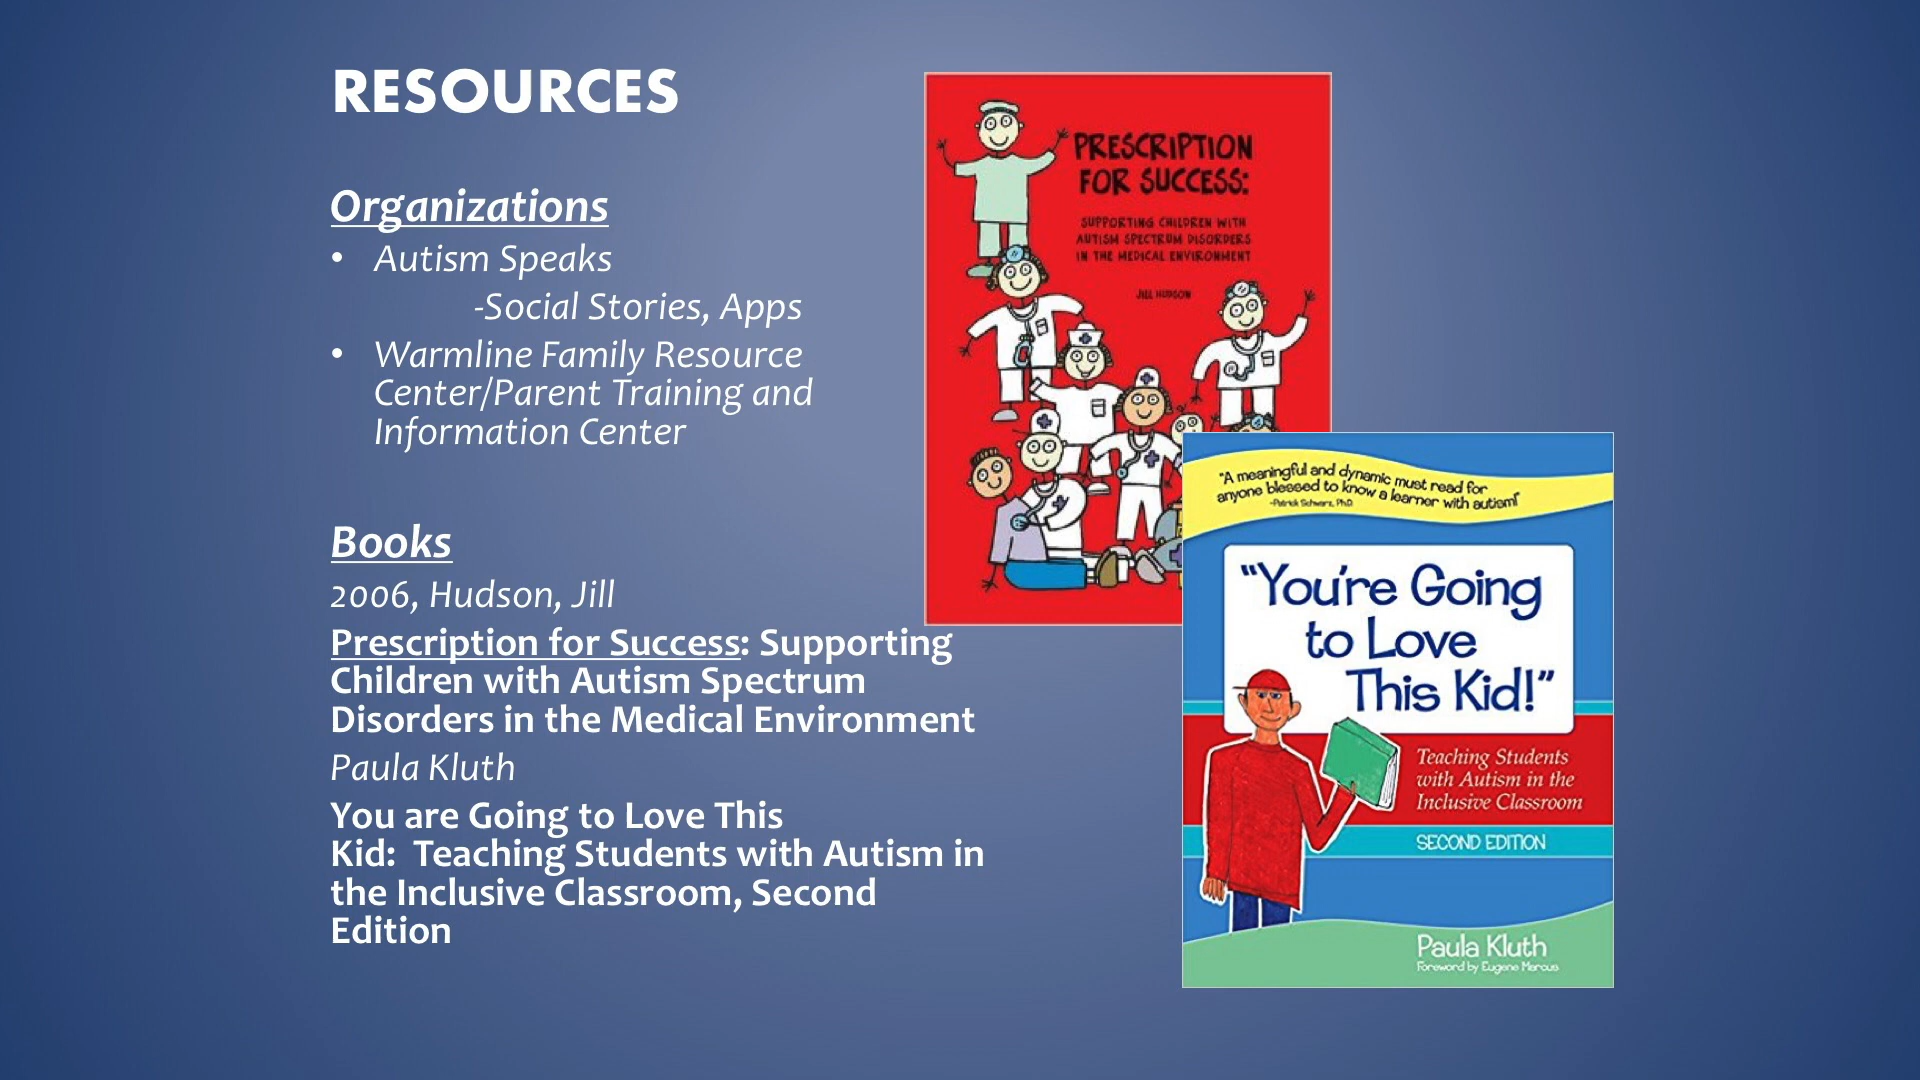 RESOURCES
Organizations
• Autism Speaks
-Social Stories, Apps
• Warmline Family Resource
Center/Parent Training and
Information Center
Books
2006, Hudson, Jill
Prescription for Success: Supporting
Children with Autism Spectrum
Disorders in the Medical Environment
Paula Kluth
You are Going to Love This
Kid:  Teaching Students with Autism in
the Inclusive Classroom, Second
Edition
PRESCRIPTION
FOR SUCCESS:
SUPPORTING CHILDREN WITH
AUTISM SPECTRUM DISORDERS
IN THE MEDICAL ENVIRONMENT
JILL HUDSON
"A meaningful and dynamic must read for
anyone blessed to know a learner with autism!"
-Patrick Schwarz, Ph.D.
"You're Going
to Love
This Kid!"
Teaching Students
with Autism in the
Inclusive Classroom
SECOND EDITION
Paula Kluth
Foreword by Eugene Marcus